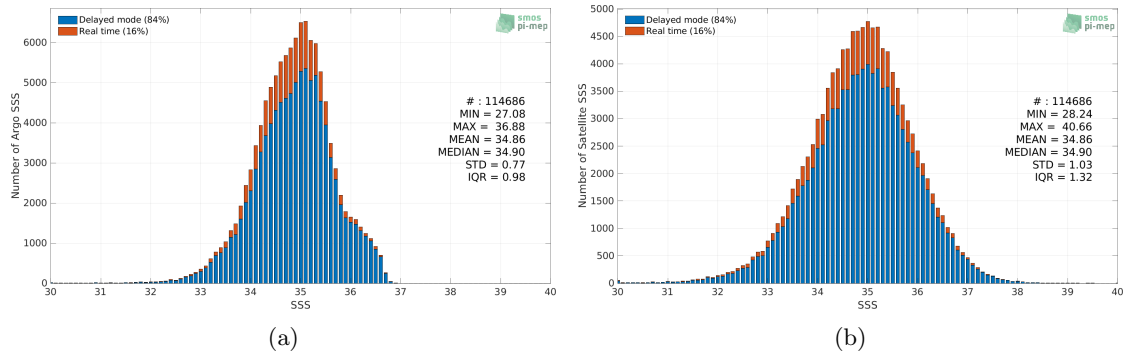 Delayed mode (84%)
Real time (16%)
smos
pi-mep
# : 114686
MIN = 27.08
MAX = 36.88
MEAN = 34.86
MEDIAN = 34.90
STD = 0.77
IQR = 0.98
Number of Argo SSS
6000
5000
4000
3000
2000
1000
0
30 31 32 33 34 35 36 37 38 39 40
SSS
(a)
Delayed mode (84%)
Real time (16%)
smos
pi-mep
# : 114686
MIN = 28.24
MAX = 40.66
MEAN = 34.86
MEDIAN = 34.90
STD = 1.03
IQR = 1.32
Number of Satellite SSS
5000
4500
4000
3500
3000
2500
2000
1500
1000
500
0
30 31 32 33 34 35 36 37 38 39 40
SSS
(b)